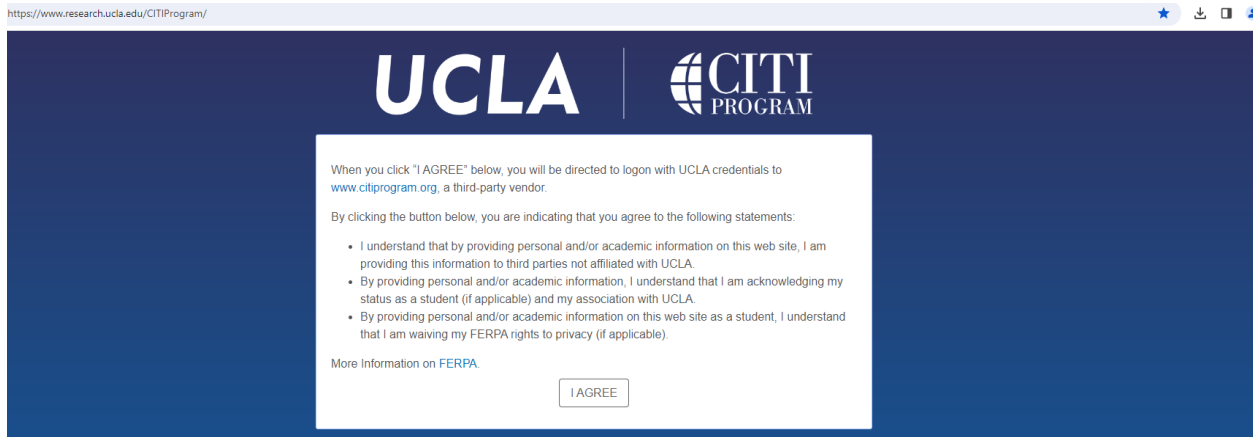 https://www.research.ucla.edu/CITIProgram/
UCLA
CITI
PROGRAM
When you click “I AGREE” below, you will be directed to logon with UCLA credentials to
www.citiprogram.org, a third-party vendor.
By clicking the button below, you are indicating that you agree to the following statements:
• I understand that by providing personal and/or academic information on this web site, I am
providing this information to third parties not affiliated with UCLA.
• By providing personal and/or academic information, I understand that I am acknowledging my
status as a student (if applicable) and my association with UCLA.
• By providing personal and/or academic information on this web site as a student, I understand
that I am waiving my FERPA rights to privacy (if applicable).
More Information on FERPA.
I AGREE